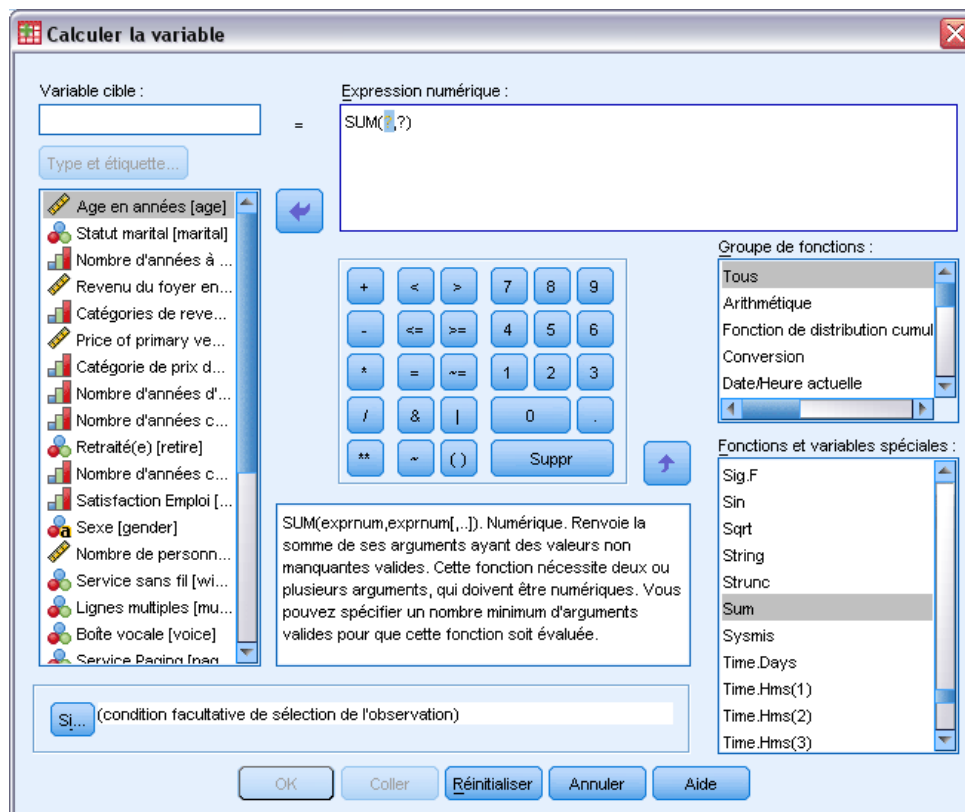 Calculer la variable
Variable cible :
Expression numérique :
=
SUM(?,?)
Type et étiquette...
Age en années [age]
Statut marital [marital]
Nombre d'années à ...
Revenu du foyer en...
Catégories de reve...
Price of primary ve...
Catégorie de prix d...
Nombre d'années d'...
Nombre d'années c...
Retraité(e) [retire]
Nombre d'années c...
Satisfaction Emploi [...
Sexe [gender]
Nombre de personn...
Service sans fil [wi...
Lignes multiples [mu...
Boîte vocale [voice]
Service Paging [pag...
+ < > 7 8 9
- <= >= 4 5 6
* = ~= 1 2 3
/ & | 0 .
** ~ ( ) Suppr
Groupe de fonctions :
Tous
Arithmétique
Fonction de distribution cumul
Conversion
Date/Heure actuelle
Fonctions et variables spéciales :
Sig.F
Sin
Sqrt
String
Strunc
Sum
Sysmis
Time.Days
Time.Hms(1)
Time.Hms(2)
Time.Hms(3)
SUM(exprnum,exprnum[,..]). Numérique. Renvoie la
somme de ses arguments ayant des valeurs non
manquantes valides. Cette fonction nécessite deux ou
plusieurs arguments, qui doivent être numériques. Vous
pouvez spécifier un nombre minimum d'arguments
valides pour que cette fonction soit évaluée.
Si... (condition facultative de sélection de l'observation)
OK Coller Réinitialiser Annuler Aide